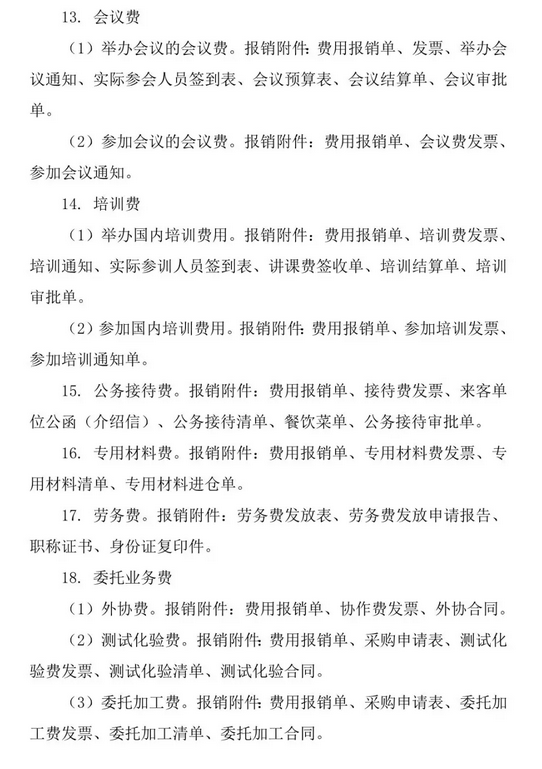 13. 会议费
（1）举办会议的会议费。报销附件：费用报销单、发票、举办会
议通知、实际参会人员签到表、会议预算表、会议结算单、会议审批
单。
（2）参加会议的会议费。报销附件：费用报销单、会议费发票、
参加会议通知。
14. 培训费
（1）举办国内培训费用。报销附件：费用报销单、培训费发票、
培训通知、实际参训人员签到表、讲课费签收单、培训结算单、培训
审批单。
（2）参加国内培训费用。报销附件：费用报销单、参加培训发票、
参加培训通知单。
15. 公务接待费。报销附件：费用报销单、接待费发票、来客单
位公函（介绍信）、公务接待清单、餐饮菜单、公务接待审批单。
16. 专用材料费。报销附件：费用报销单、专用材料费发票、专
用材料清单、专用材料进仓单。
17. 劳务费。报销附件：劳务费发放表、劳务费发放申请报告、
职称证书、身份证复印件。
18. 委托业务费
（1）外协费。报销附件：费用报销单、协作费发票、外协合同。
（2）测试化验费。报销附件：费用报销单、采购申请表、测试化
验费发票、测试化验清单、测试化验合同。
（3）委托加工费。报销附件：费用报销单、采购申请表、委托加
工费发票、委托加工清单、委托加工合同。